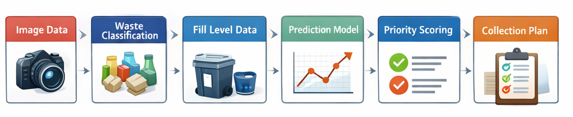 Image Data
Waste
Classification
Fill Level Data
Prediction Model
Priority Scoring
Collection Plan